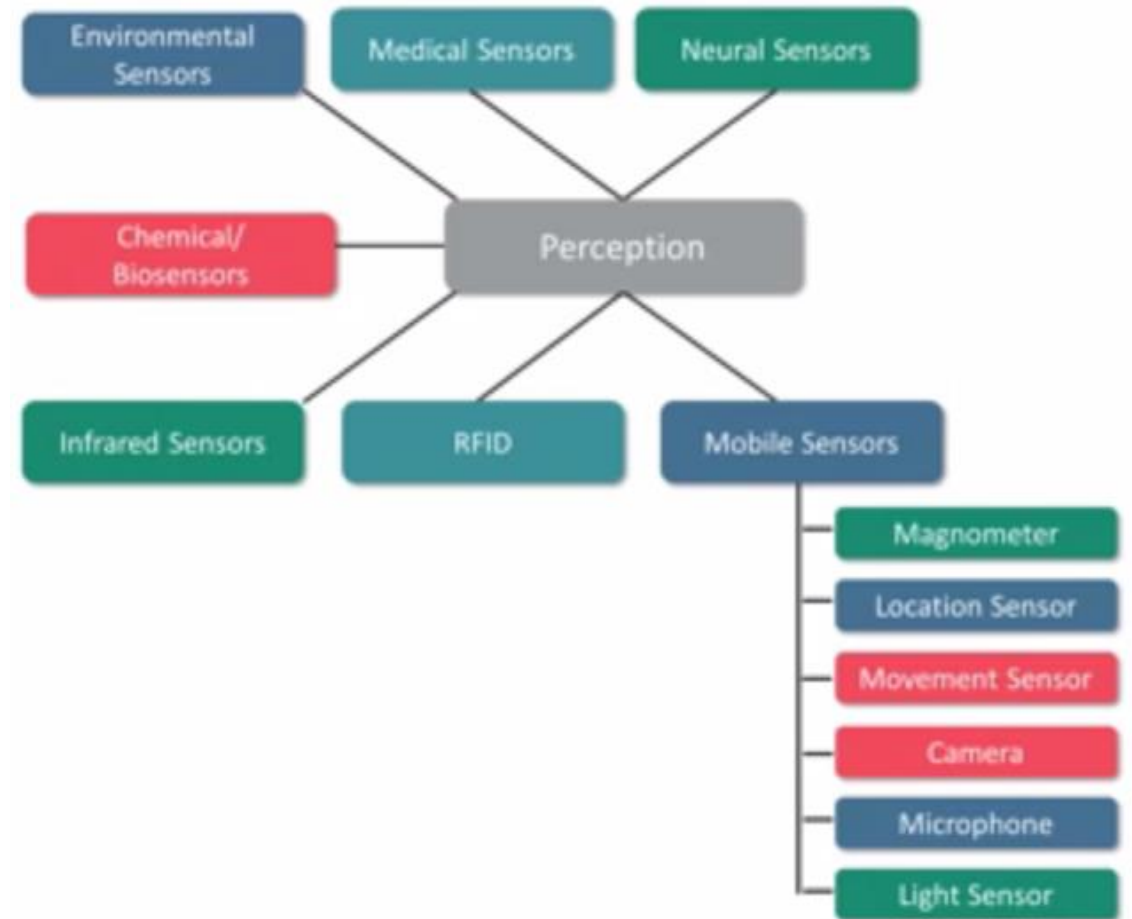 Environmental
Sensors
Medical Sensors
Neural Sensors
Chemical/
Biosensors
Perception
Infrared Sensors
RFID
Mobile Sensors
Magnometer
Location Sensor
Movement Sensor
Camera
Microphone
Light Sensor